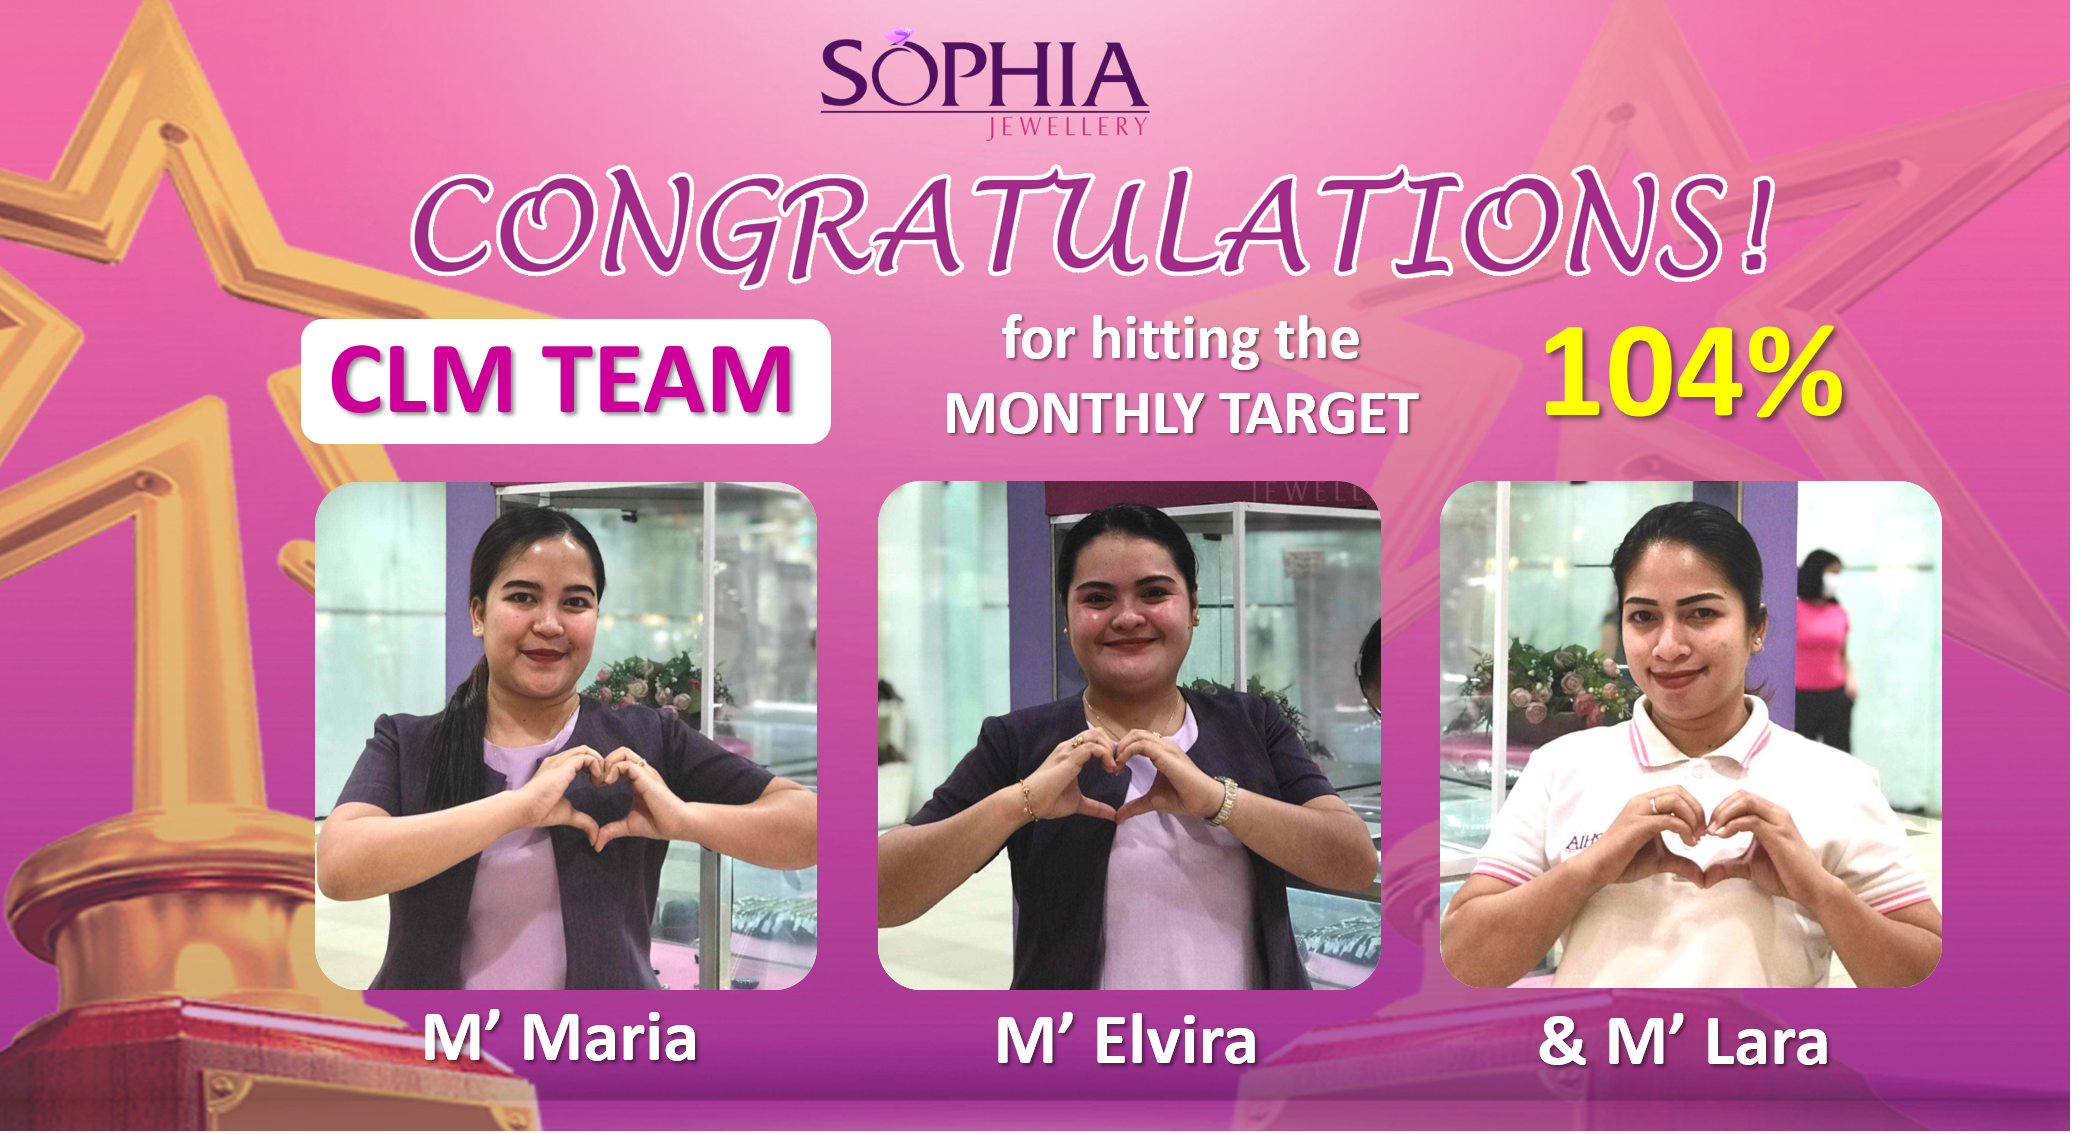 SOPHIA
JEWELLERY
CONGRATULATIONS!
CLM TEAM
for hitting the
MONTHLY TARGET
104%
M’ Maria
M’ Elvira
& M’ Lara